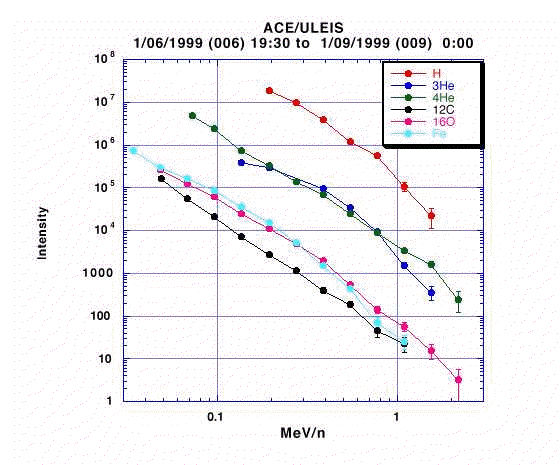 ACE/ULEIS
1/06/1999 (006) 19:30 to 1/09/1999 (009) 0:00
H
3He
4He
12C
16O
Fe
10^8
10^7
10^6
10^5
10^4
1000
100
10
1
Intensity
0.1 1
MeV/n